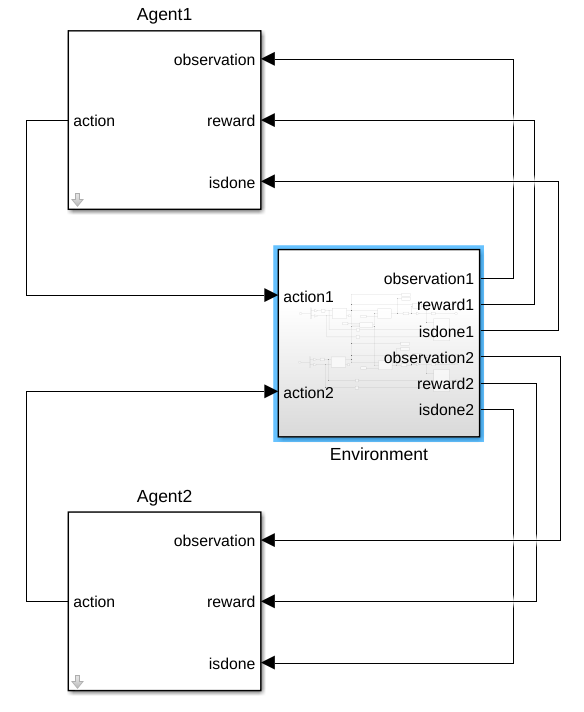 Agent1
observation
action
reward
isdone
observation1
action1
reward1
isdone1
observation2
reward2
action2
isdone2
Environment
Agent2
observation
action
reward
isdone